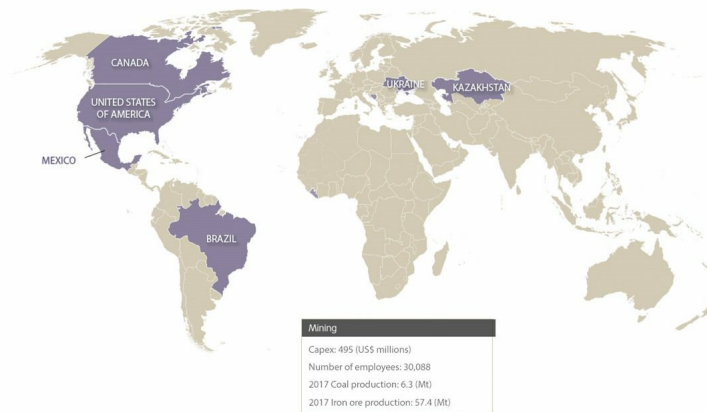 CANADA
UNITED STATES
OF AMERICA
MEXICO
BRAZIL
UKRAINE
KAZAKHSTAN
Mining
Capex: 495 (US$ millions)
Number of employees: 30,088
2017 Coal production: 6.3 (Mt)
2017 Iron ore production: 57.4 (Mt)